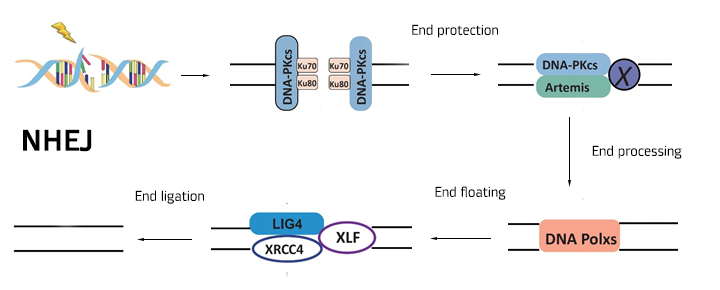 End protection
DNA-PKcs
Ku70
Ku80
Ku70
Ku80
DNA-PKcs
DNA-PKcs
X
Artemis
NHEJ
End processing
End ligation
End floating
LIG4
XRCC4
XLF
DNA Polxs